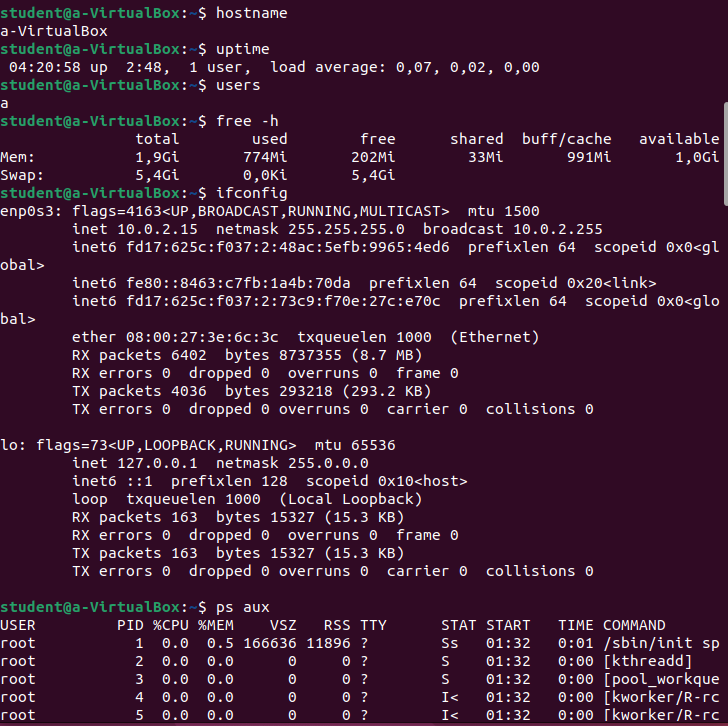 student@a-VirtualBox:~$ hostname
a-VirtualBox
student@a-VirtualBox:~$ uptime
 04:20:58 up  2:48,  1 user,  load average: 0,07, 0,02, 0,00
student@a-VirtualBox:~$ users
a
student@a-VirtualBox:~$ free -h
               total        used        free      shared  buff/cache   available
Mem:           1,9Gi       774Mi       202Mi        33Mi       991Mi       1,0Gi
Swap:          5,4Gi       0,0Ki       5,4Gi
student@a-VirtualBox:~$ ifconfig
enp0s3: flags=4163<UP,BROADCAST,RUNNING,MULTICAST>  mtu 1500
        inet 10.0.2.15  netmask 255.255.255.0  broadcast 10.0.2.255
        inet6 fd17:625c:f037:2:48ac:5efb:9965:4ed6  prefixlen 64  scopeid 0x0<gl
obal>
        inet6 fe80::8463:c7fb:1a4b:70da  prefixlen 64  scopeid 0x20<link>
        inet6 fd17:625c:f037:2:73c9:f70e:27c:e70c  prefixlen 64  scopeid 0x0<glo
bal>
        ether 08:00:27:3e:6c:3c  txqueuelen 1000  (Ethernet)
        RX packets 6402  bytes 8737355 (8.7 MB)
        RX errors 0  dropped 0  overruns 0  frame 0
        TX packets 4036  bytes 293218 (293.2 KB)
        TX errors 0  dropped 0 overruns 0  carrier 0  collisions 0

lo: flags=73<UP,LOOPBACK,RUNNING>  mtu 65536
        inet 127.0.0.1  netmask 255.0.0.0
        inet6 ::1  prefixlen 128  scopeid 0x10<host>
        loop  txqueuelen 1000  (Local Loopback)
        RX packets 163  bytes 15327 (15.3 KB)
        RX errors 0  dropped 0  overruns 0  frame 0
        TX packets 163  bytes 15327 (15.3 KB)
        TX errors 0  dropped 0 overruns 0  carrier 0  collisions 0

student@a-VirtualBox:~$ ps aux
USER         PID %CPU %MEM    VSZ   RSS TTY      STAT START   TIME COMMAND
root           1  0.0  0.5 166636 11896 ?        Ss   01:32   0:01 /sbin/init sp
root           2  0.0  0.0      0     0 ?        S    01:32   0:00 [kthreadd]
root           3  0.0  0.0      0     0 ?        S    01:32   0:00 [pool_workque
root           4  0.0  0.0      0     0 ?        I<   01:32   0:00 [kworker/R-rc
root           5  0.0  0.0      0     0 ?        I<   01:32   0:00 [kworker/R-rc